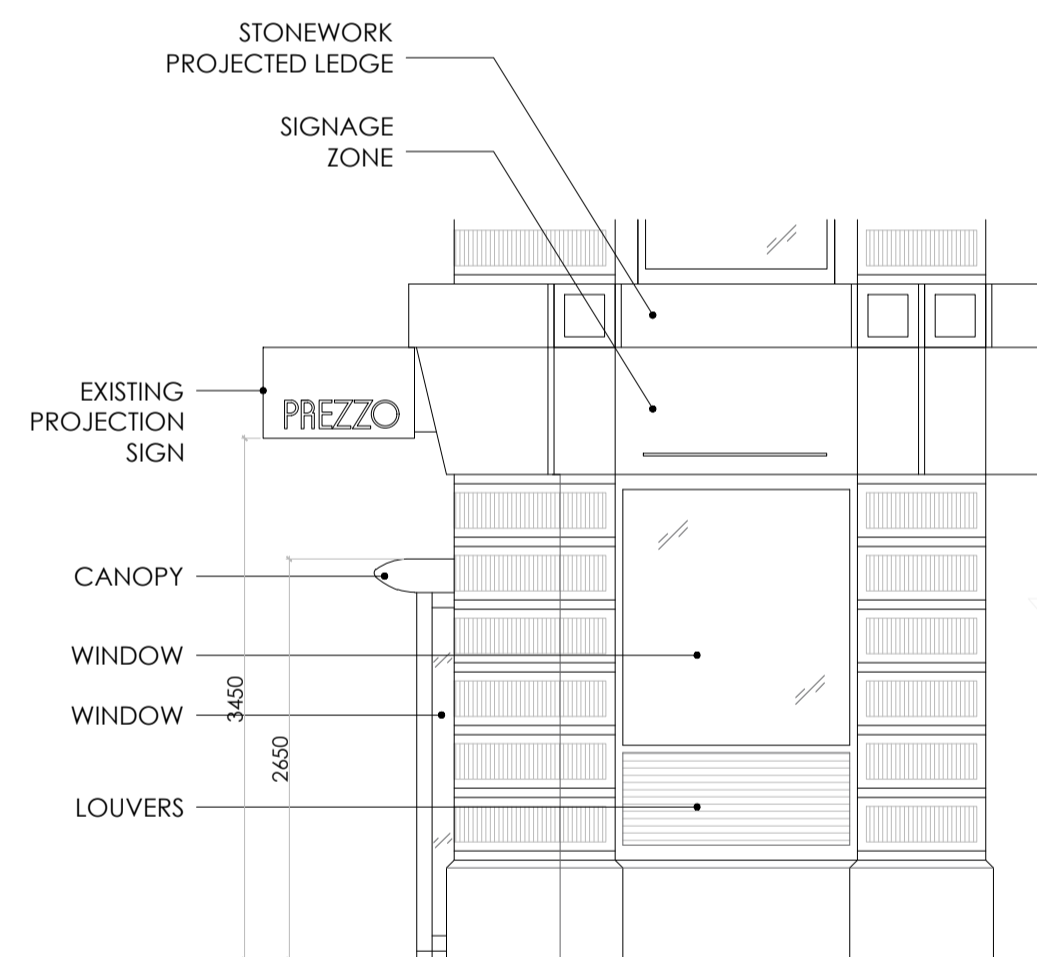 STONEWORK
PROJECTED LEDGE
SIGNAGE
ZONE
EXISTING
PROJECTION
SIGN
PREZZO
CANOPY
WINDOW
3450
WINDOW
2650
LOUVERS